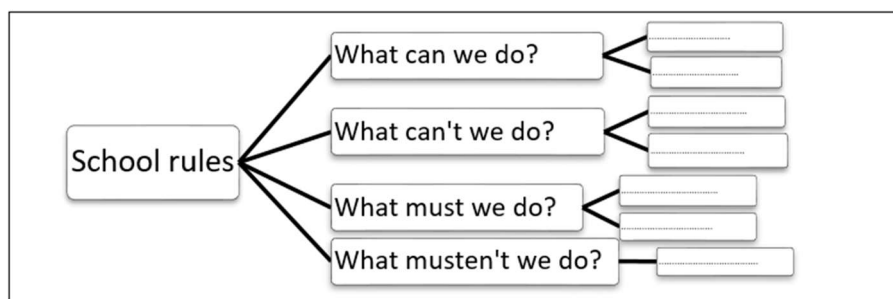 School rules
What can we do?
....................................
.......................................
What can't we do?
...........................................
..........................................
What must we do?
...........................................
.........................................
What musten't we do?
............................................